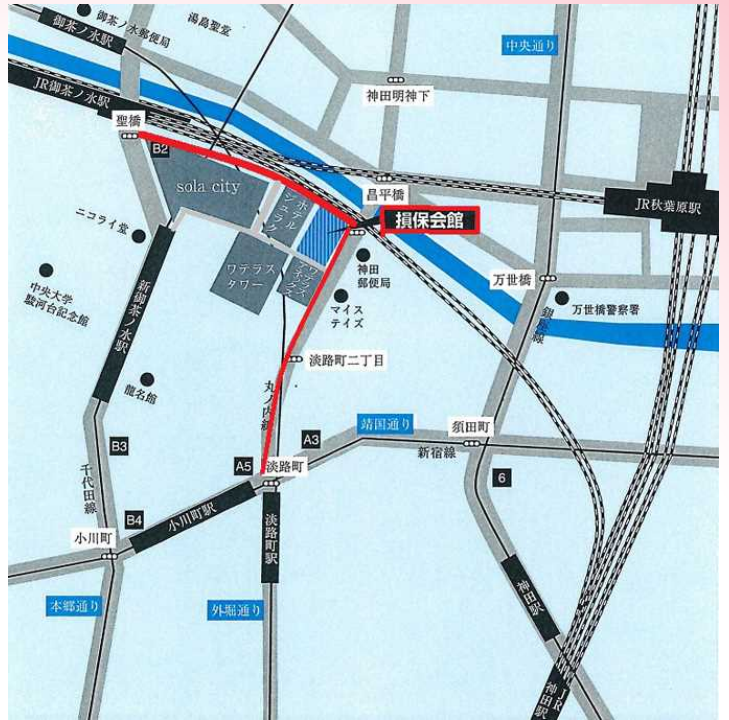 御茶ノ水駅
御茶ノ水郵便局
湯島聖堂
中央通り
JR御茶ノ水駅
神田明神下
聖橋
B2
sola city
昌平橋
JR秋葉原駅
ホテル
ジュラク
損保会館
ニコライ堂
ワテラス
タワー
ワテラス
アネックス
神田
郵便局
万世橋
中央大学
駿河台記念館
新御茶ノ水駅
マイス
テイズ
銀座線
万世橋警察署
淡路町二丁目
龍名館
丸ノ内線
靖国通り
須田町
B3
A3
新宿線
千代田線
A5
淡路町
6
B4
小川町駅
小川町
淡路町駅
神田駅
本郷通り
外堀通り
JR
神田駅